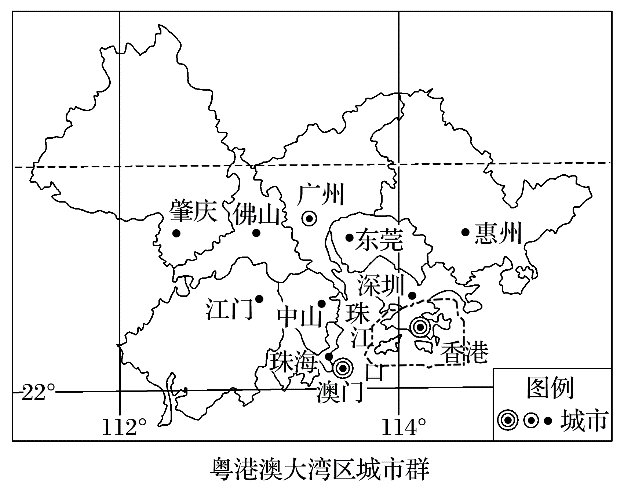 广州
肇庆
佛山
东莞
惠州
深圳
江门
中山
珠江口
香港
珠海
澳门
22°
112°
114°
图例
城市
粤港澳大湾区城市群